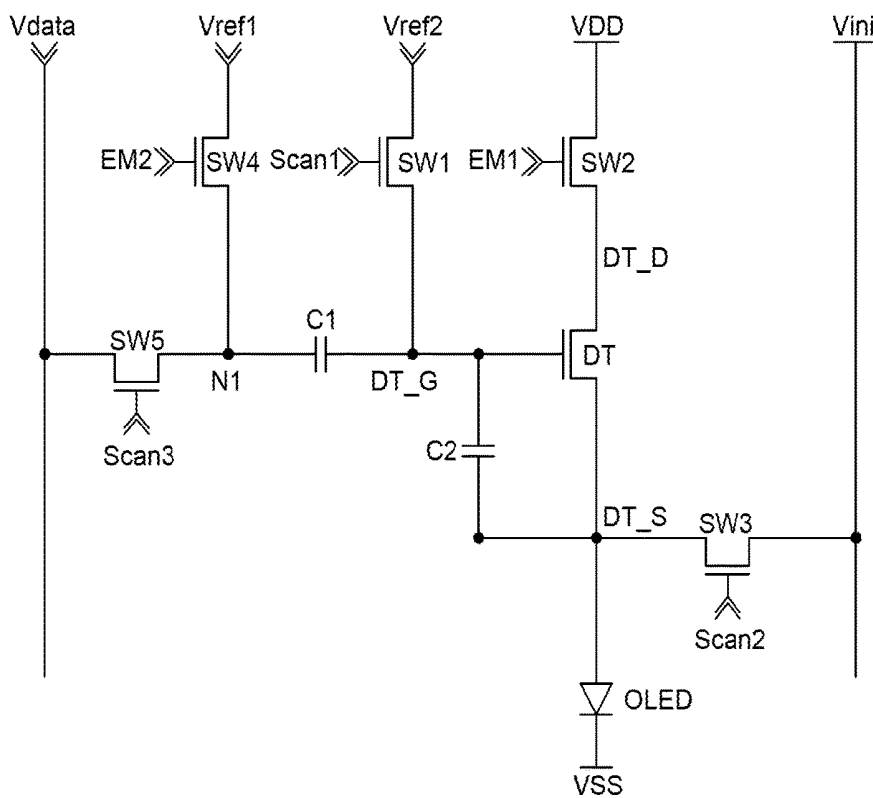 Vdata Vref1 Vref2 VDD Vini
EM2 SW4 Scan1 SW1 EM1 SW2
DT_D
SW5 C1 DT
N1 DT_G
Scan3 C2
DT_S SW3
Scan2
OLED
VSS